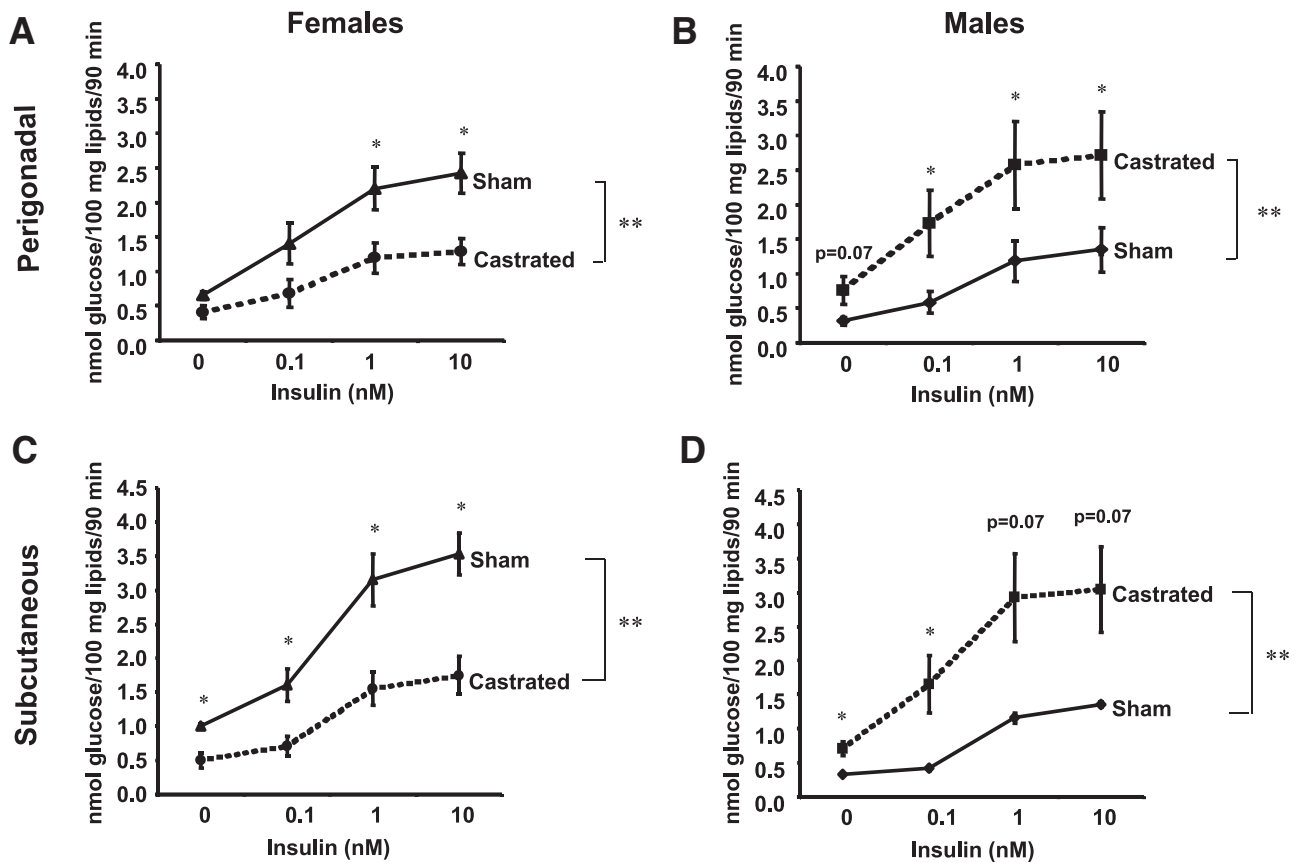 A
Females
Perigonadal
nmol glucose/100 mg lipids/90 min
4.0
3.5
3.0
2.5
2.0
1.5
1.0
0.5
0.0
*
*
Sham
Castrated
**
0
0.1
1
10
Insulin (nM)
B
Males
nmol glucose/100 mg lipids/90 min
4.0
3.5
3.0
2.5
2.0
1.5
1.0
0.5
0.0
p=0.07
*
*
*
Castrated
Sham
**
0
0.1
1
10
Insulin (nM)
C
Subcutaneous
nmol glucose/100 mg lipids/90 min
4.5
4.0
3.5
3.0
2.5
2.0
1.5
1.0
0.5
0.0
*
*
*
*
Sham
Castrated
**
0
0.1
1
10
Insulin (nM)
D
nmol glucose/100 mg lipids/90 min
4.5
4.0
3.5
3.0
2.5
2.0
1.5
1.0
0.5
0.0
*
*
p=0.07
p=0.07
Castrated
Sham
**
0
0.1
1
10
Insulin (nM)